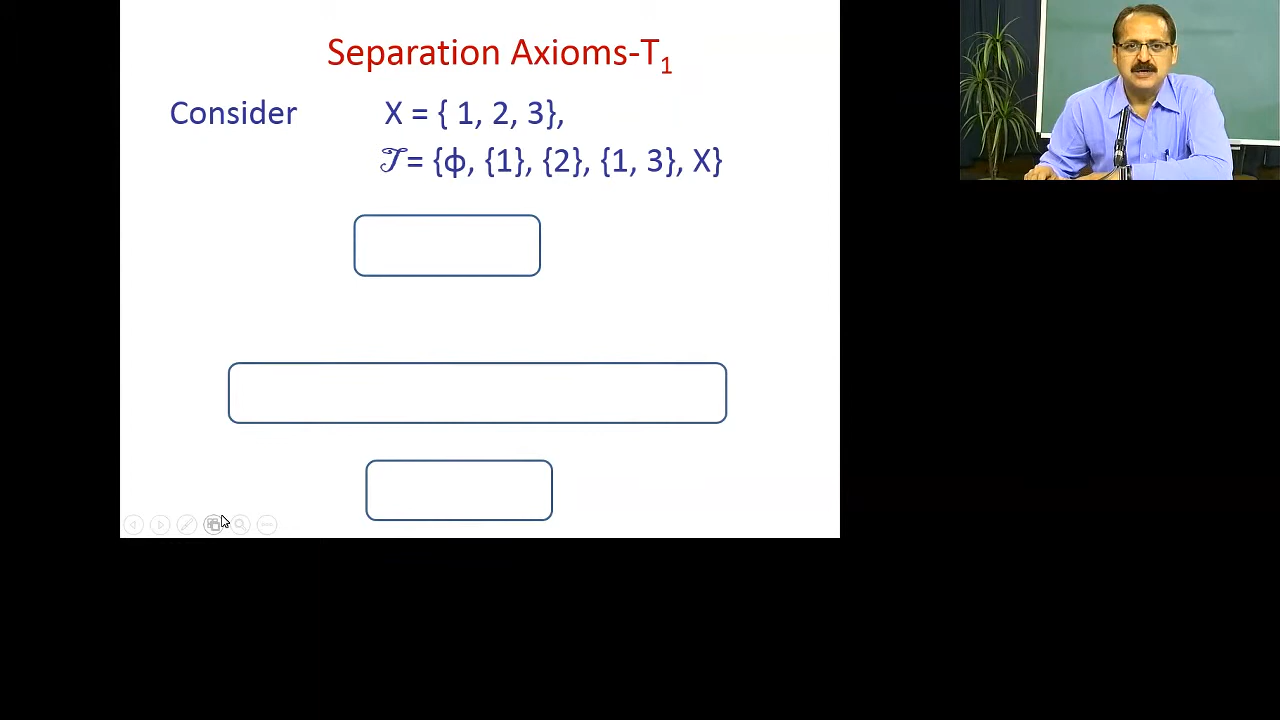 Separation Axioms-T₁
Consider X = { 1, 2, 3},
𝒯 = {ф, {1}, {2}, {1, 3}, X}